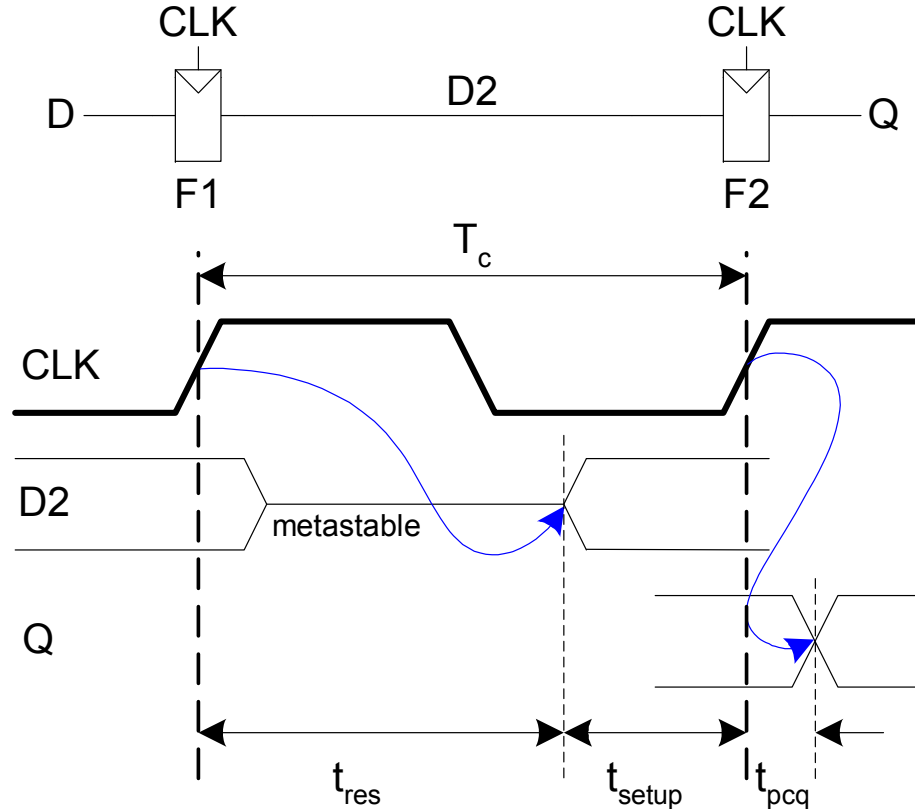 CLK CLK
D D2 Q
F1 F2
T_c
CLK
D2 metastable
Q
t_res t_setup t_pcq